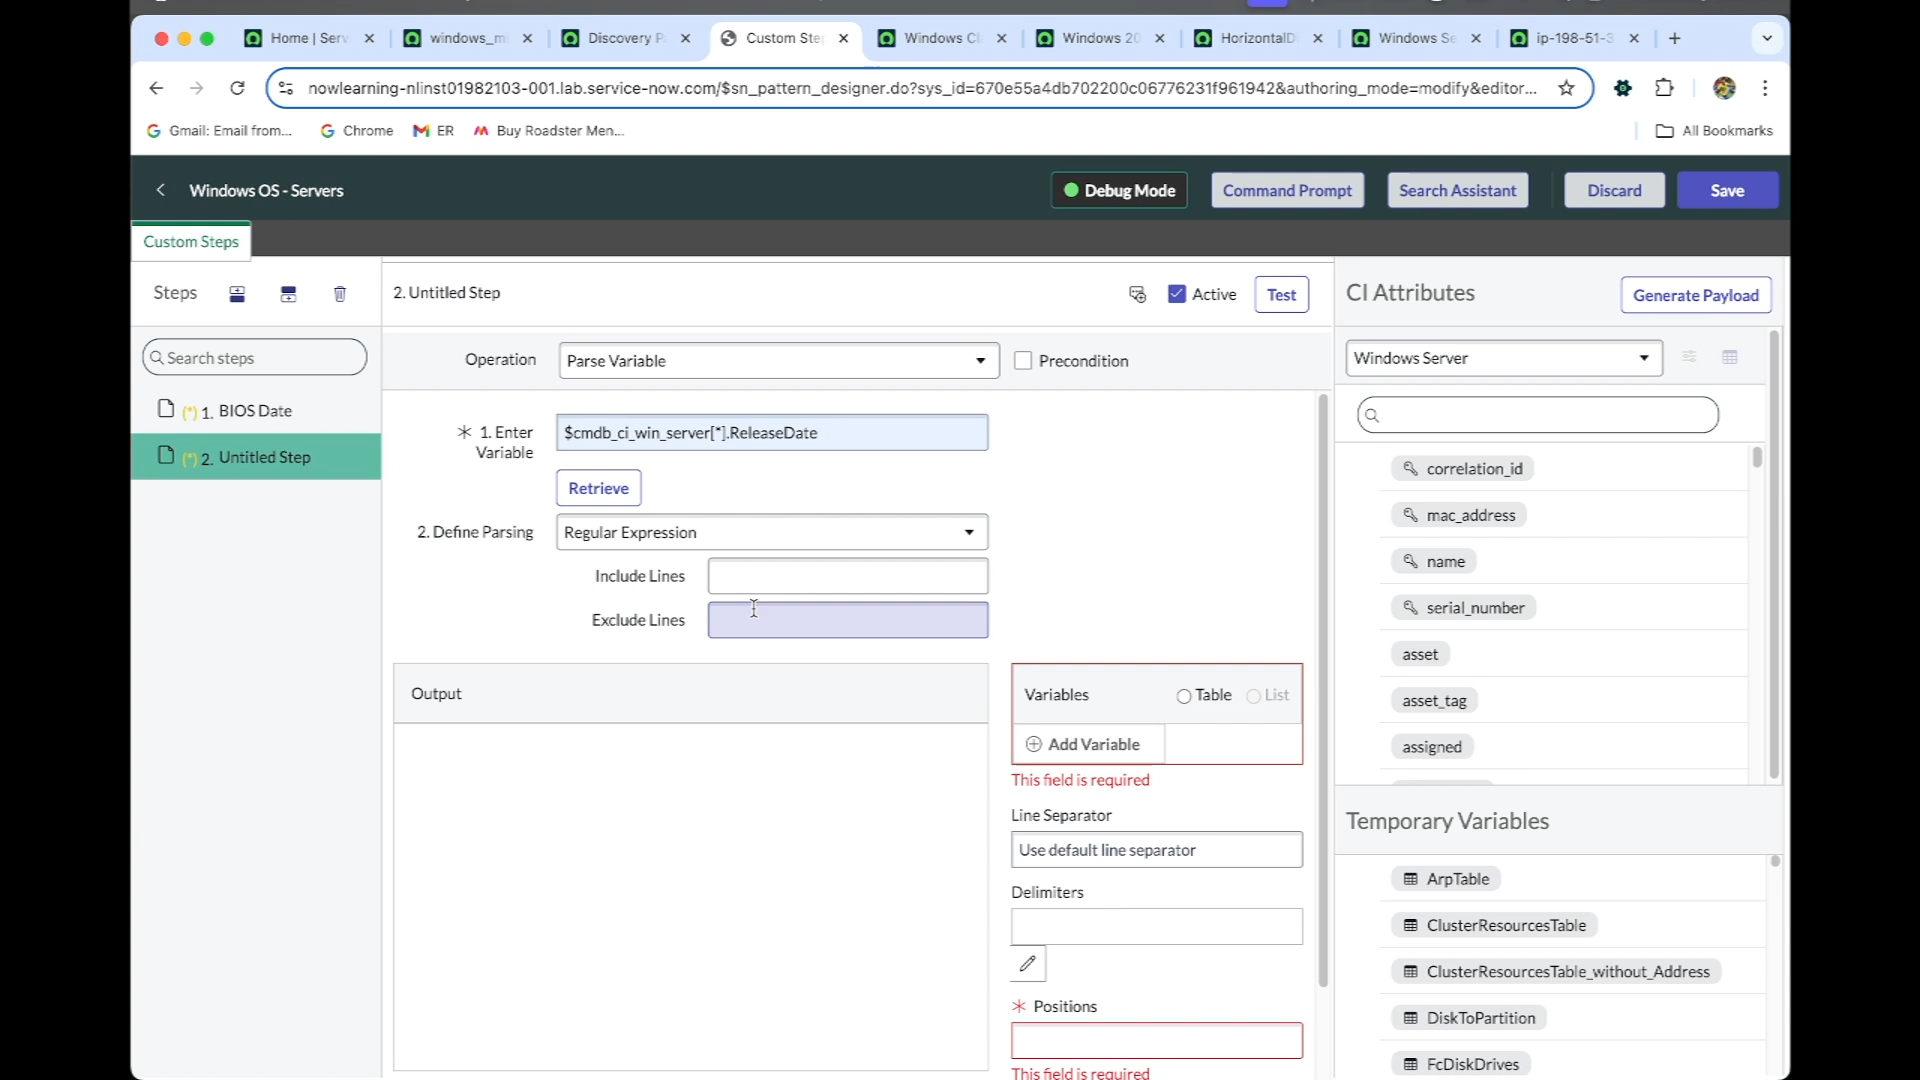 Home | Serv
windows_m
Discovery P
Custom Ste
Windows Cl
Windows 20
HorizontalD
Windows Se
ip-198-51-3
nowlearning-nlinst01982103-001.lab.service-now.com/$sn_pattern_designer.do?sys_id=670e55a4db702200c06776231f961942&authoring_mode=modify&editor...
Gmail: Email from...
Chrome
ER
Buy Roadster Men...
All Bookmarks
Windows OS - Servers
Debug Mode
Command Prompt
Search Assistant
Discard
Save
Custom Steps
Steps
2. Untitled Step
Active
Test
CI Attributes
Generate Payload
Search steps
Operation
Parse Variable
Precondition
Windows Server
(*) 1. BIOS Date
(*) 2. Untitled Step
* 1. Enter
Variable
$cmdb_ci_win_server[*].ReleaseDate
Retrieve
2. Define Parsing
Regular Expression
Include Lines
Exclude Lines
Output
Variables
Table
List
Add Variable
This field is required
Line Separator
Use default line separator
Delimiters
* Positions
This field is required
correlation_id
mac_address
name
serial_number
asset
asset_tag
assigned
Temporary Variables
ArpTable
ClusterResourcesTable
ClusterResourcesTable_without_Address
DiskToPartition
FcDiskDrives